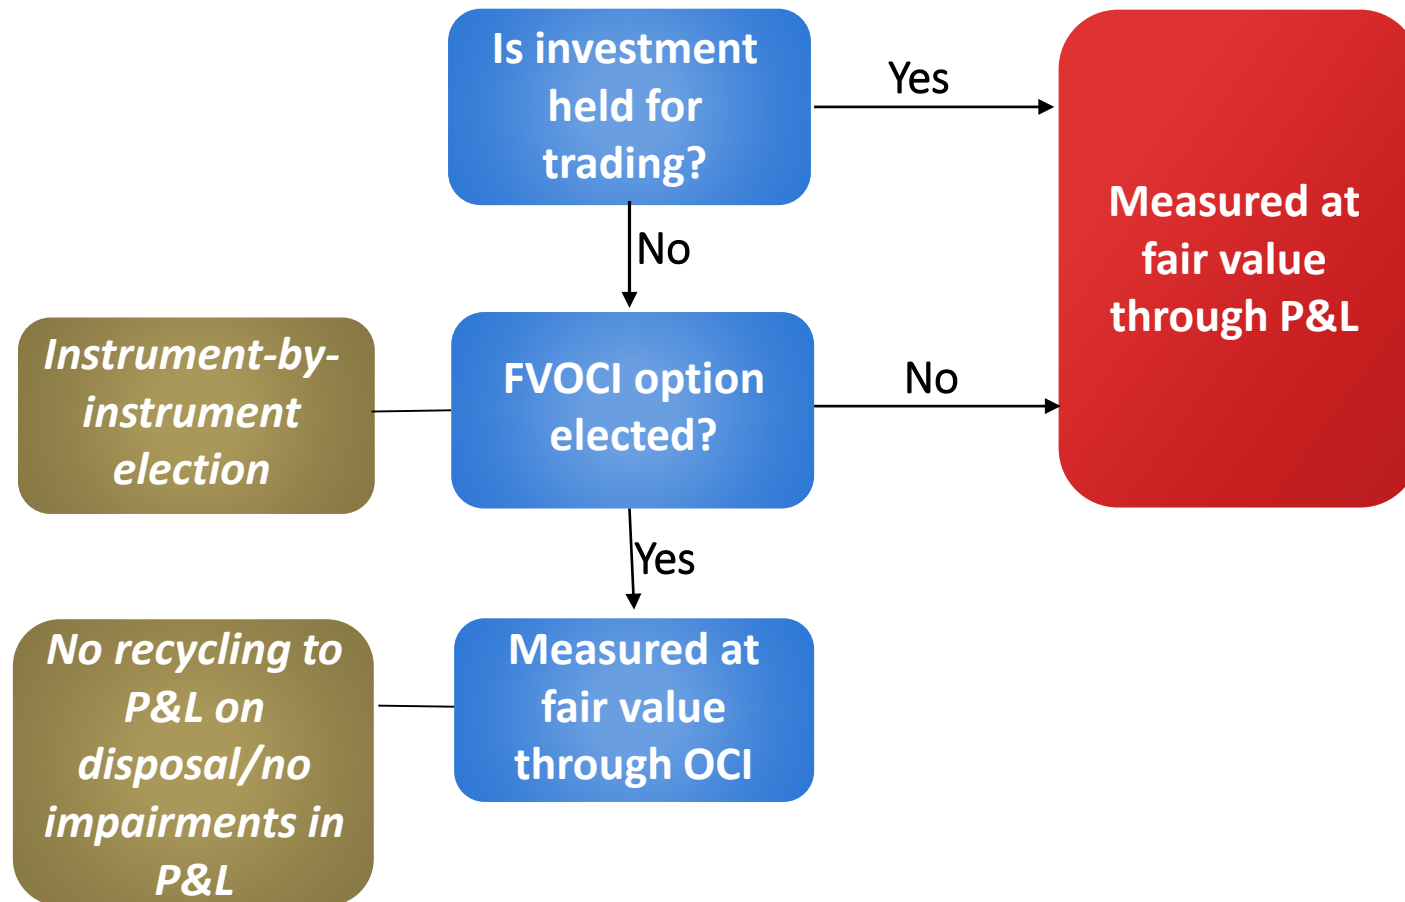 Is investment
held for
trading?
Yes
Measured at
fair value
through P&L
No
Instrument-by-
instrument
election
FVOCI option
elected?
No
Yes
No recycling to
P&L on
disposal/no
impairments in
P&L
Measured at
fair value
through OCI